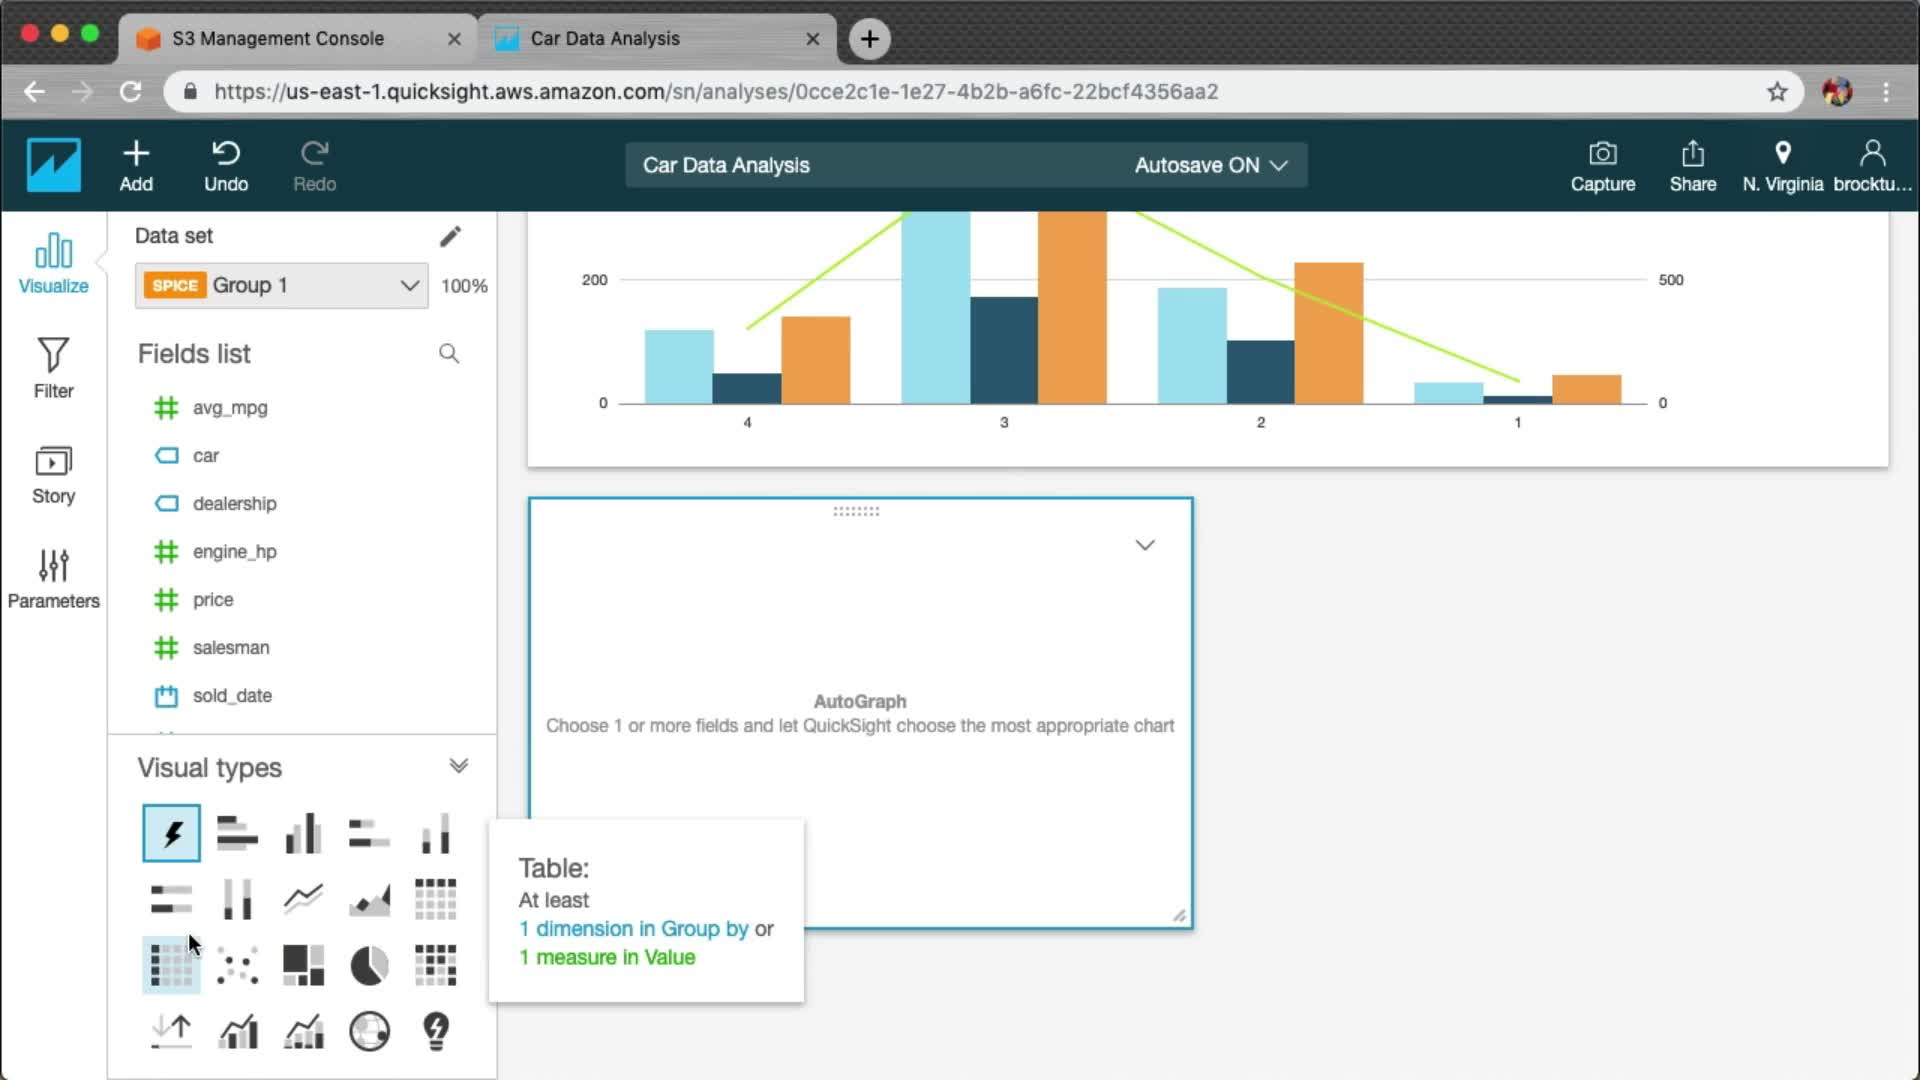 S3 Management Console
Car Data Analysis
https://us-east-1.quicksight.aws.amazon.com/sn/analyses/0cce2c1e-1e27-4b2b-a6fc-22bcf4356aa2
Add
Undo
Redo
Car Data Analysis
Autosave ON
Capture
Share
N. Virginia
brocktu...
Visualize
Filter
Story
Parameters
Data set
SPICE Group 1
100%
Fields list
avg_mpg
car
dealership
engine_hp
price
salesman
sold_date
Visual types
200
500
0
0
4
3
2
1
AutoGraph
Choose 1 or more fields and let QuickSight choose the most appropriate chart
Table:
At least
1 dimension in Group by or
1 measure in Value